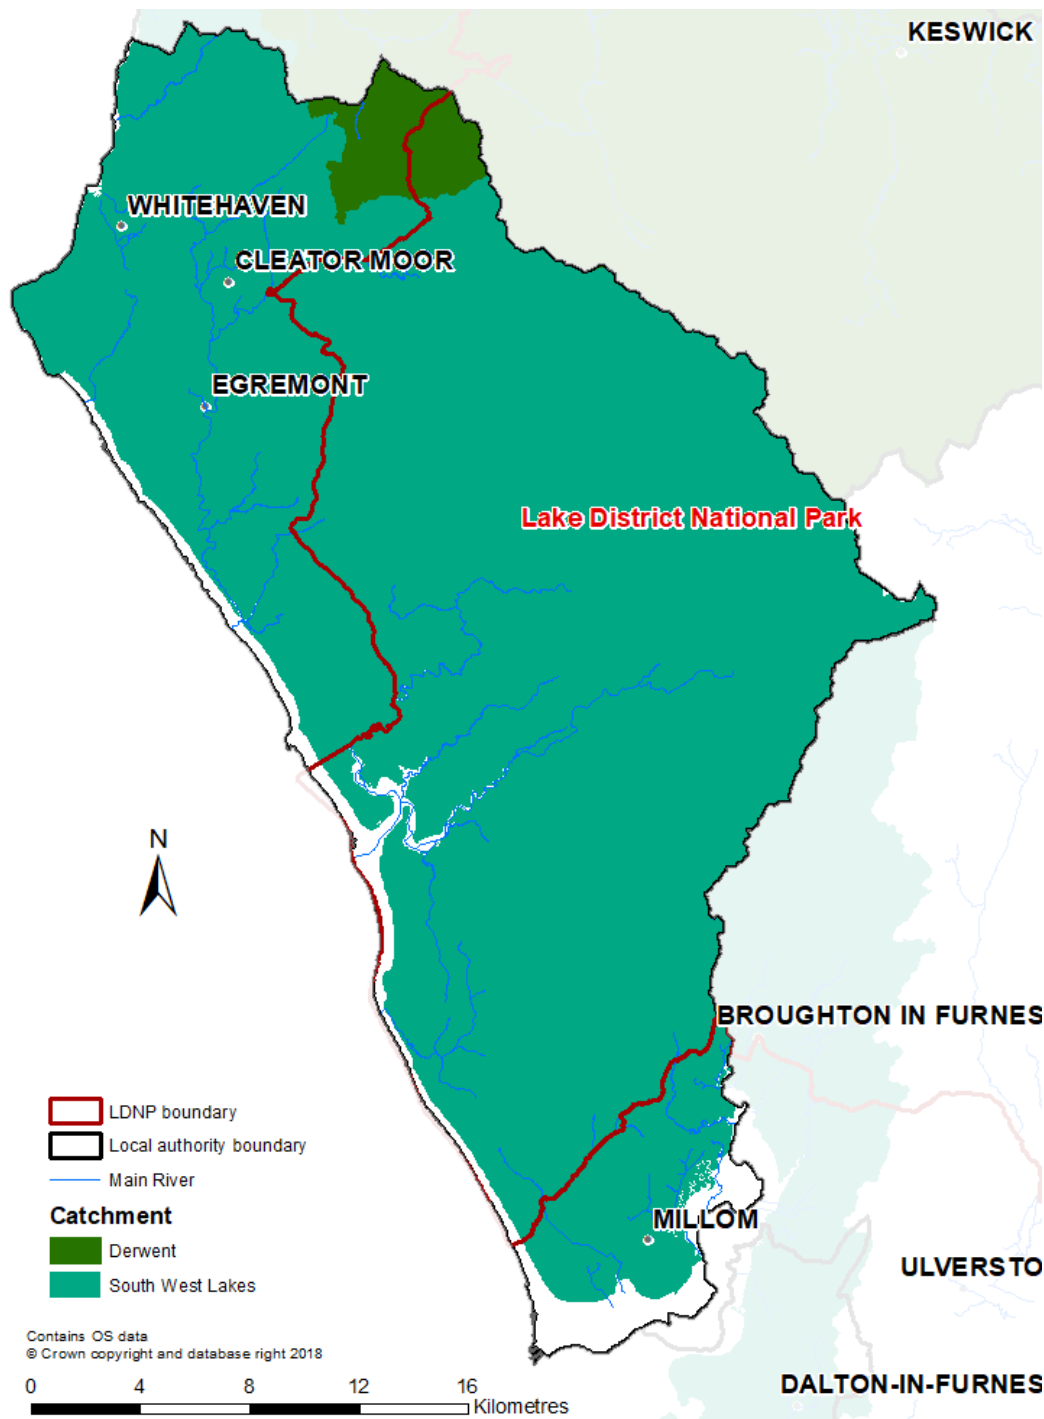 KESWICK
WHITEHAVEN
CLEATOR MOOR
EGREMONT
Lake District National Park
N
BROUGHTON IN FURNES
LDNP boundary
Local authority boundary
Main River
Catchment
Derwent
South West Lakes
MILLOM
ULVERSTO
Contains OS data
© Crown copyright and database right 2018
0 4 8 12 16
Kilometres
DALTON-IN-FURNES